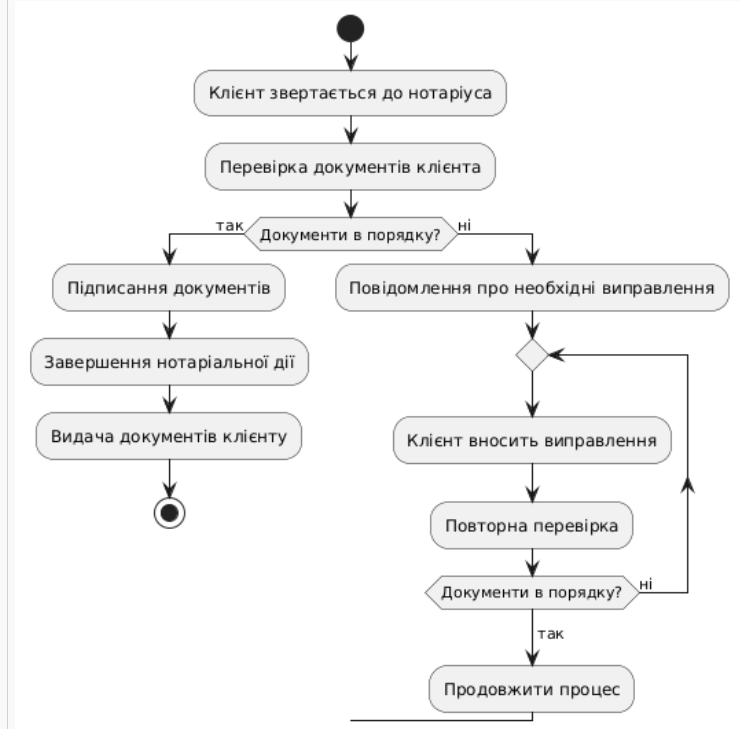 Клієнт звертається до нотаріуса
Перевірка документів клієнта
так
Документи в порядку?
ні
Підписання документів
Повідомлення про необхідні виправлення
Завершення нотаріальної дії
Видача документів клієнту
Клієнт вносить виправлення
Повторна перевірка
Документи в порядку?
ні
так
Продовжити процес